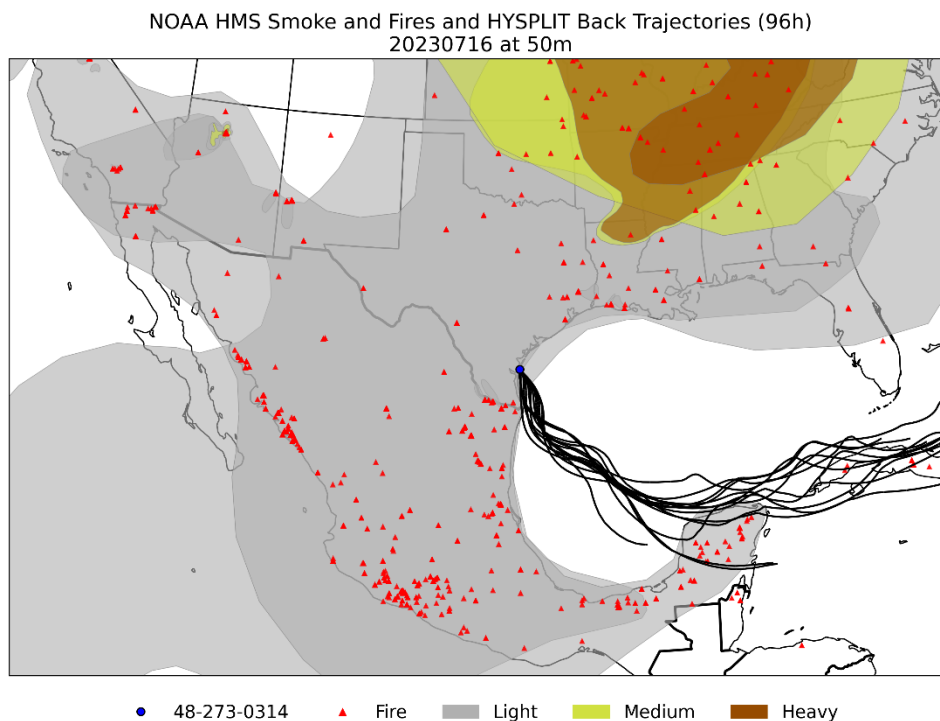 NOAA HMS Smoke and Fires and HYSPLIT Back Trajectories (96h)
20230716 at 50m
48-273-0314 Fire Light Medium Heavy